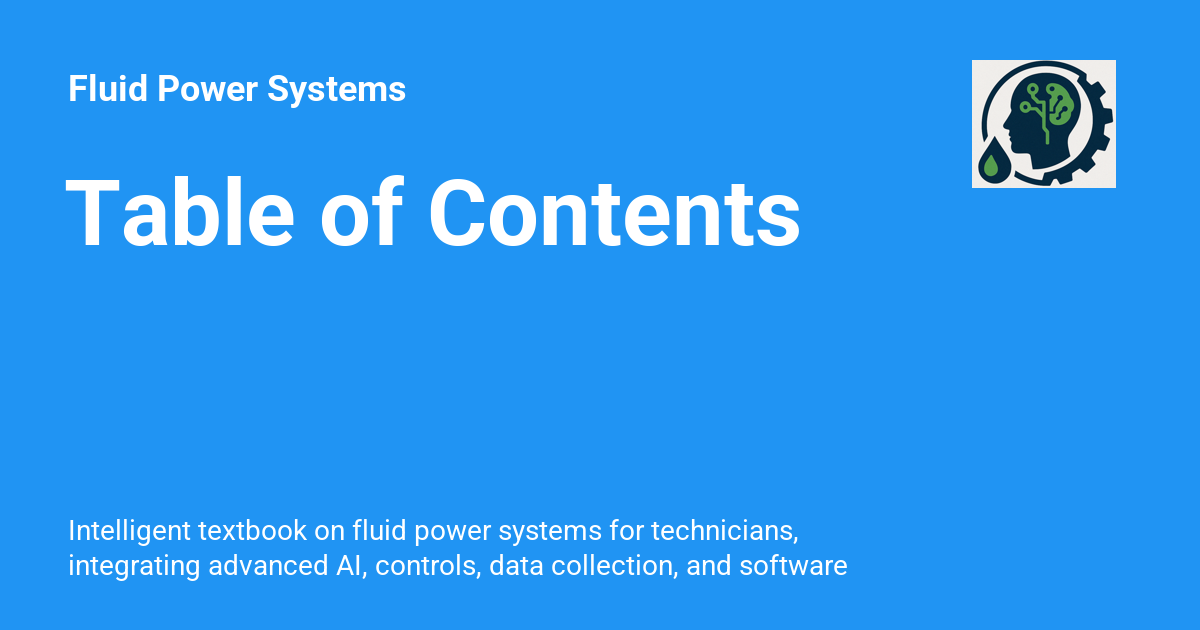 Fluid Power Systems
Table of Contents
Intelligent textbook on fluid power systems for technicians,
integrating advanced AI, controls, data collection, and software